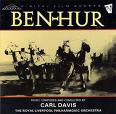 BEN-HUR
MUSIC COMPOSED AND CONDUCTED BY
CARL DAVIS
THE ROYAL LIVERPOOL PHILHARMONIC ORCHESTRA